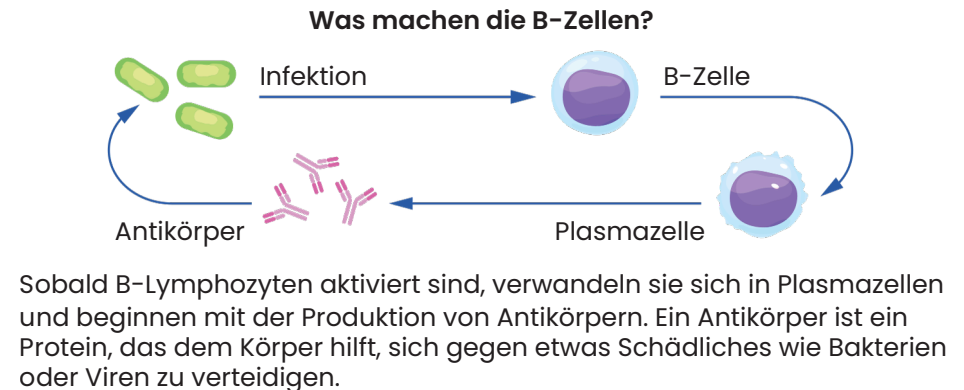 Was machen die B-Zellen?
Infektion
B-Zelle
Antikörper
Plasmazelle
Sobald B-Lymphozyten aktiviert sind, verwandeln sie sich in Plasmazellen
und beginnen mit der Produktion von Antikörpern. Ein Antikörper ist ein
Protein, das dem Körper hilft, sich gegen etwas Schädliches wie Bakterien
oder Viren zu verteidigen.